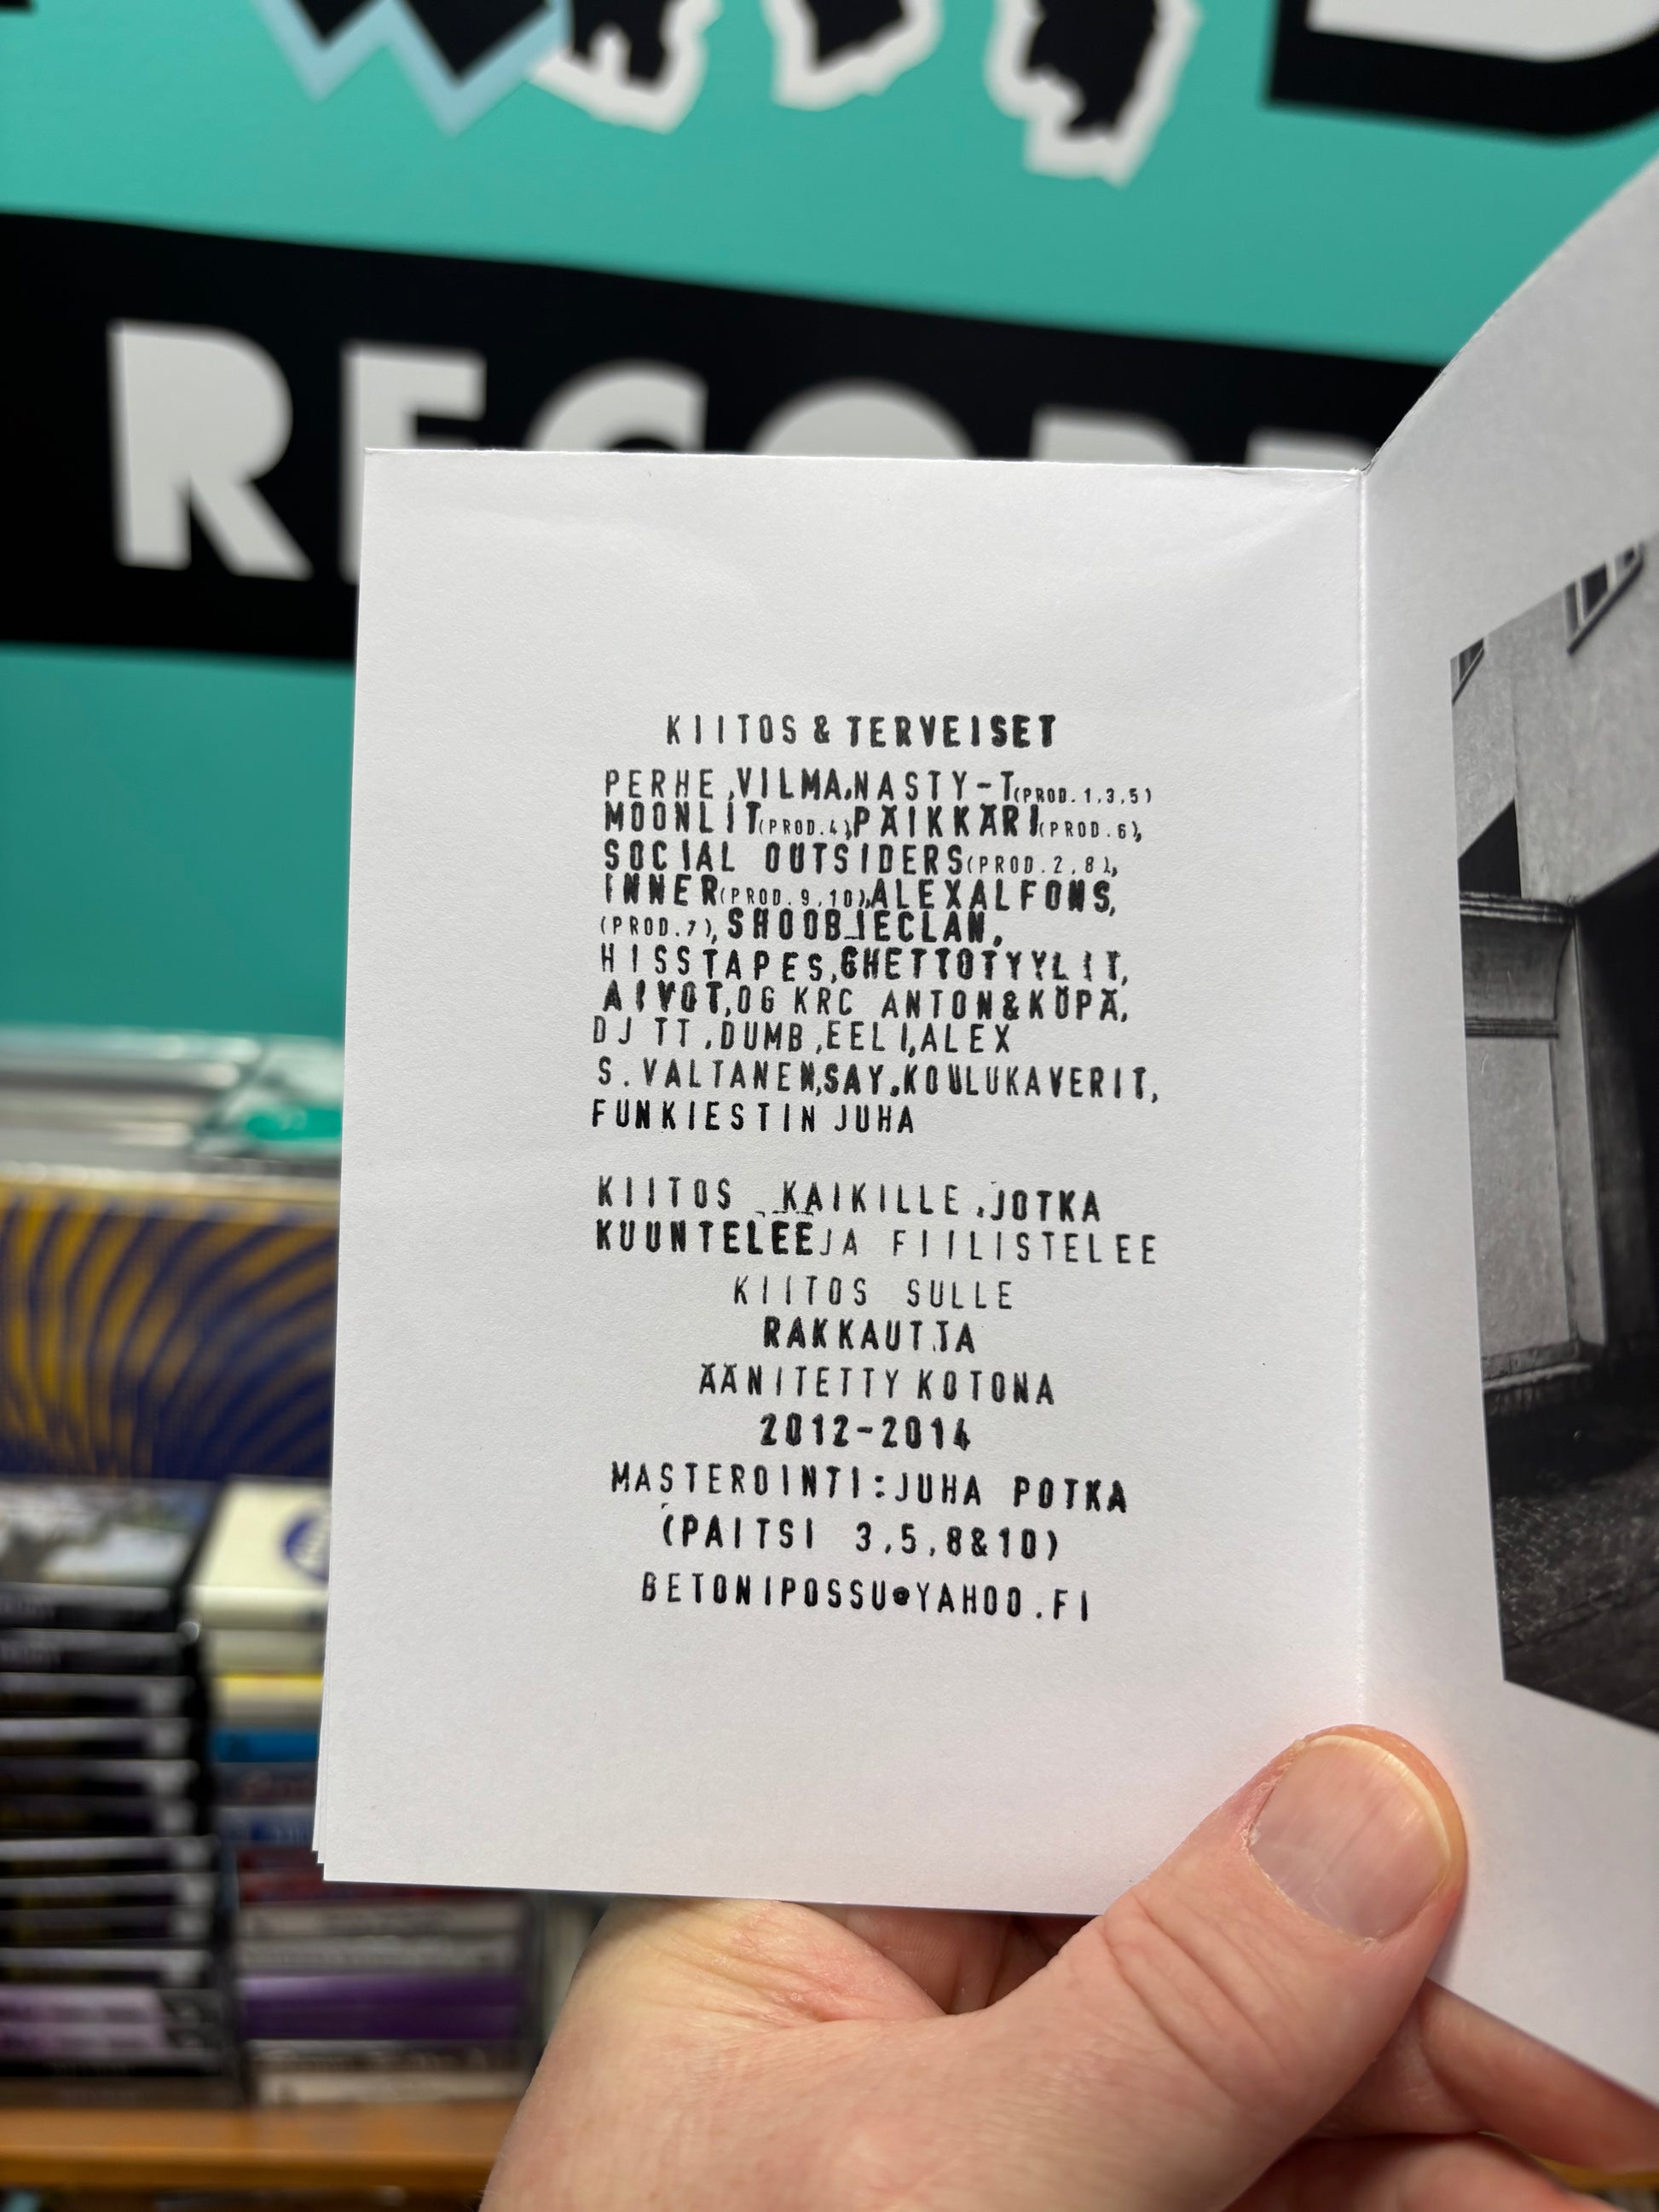 RECORD
KIITOS & TERVEISET
PERHE,VILMA,NASTY-T(PROD.1,3,5)
MOONLIT(PROD.4),PÄIKKÄRI(PROD.6),
SOCIAL OUTSIDERS(PROD.2,8),
INNER(PROD.9,10),ALEXALFONS,
(PROD.7),SHOOBIECLAN,
HISSTAPES,GHETTOTYYLIT,
AIVOT,OG KRC ANTON&KÖPÄ,
DJ TT,DUMB,EELI,ALEX
S.VALTANEN,SAY,KOULUKAVERIT,
FUNKIESTIN JUHA
KIITOS KAIKILLE,JOTKA
KUUNTELEE JA FIILISTELEE
KIITOS SULLE
RAKKAUTTA
ÄÄNITETTY KOTONA
2012-2014
MASTEROINTI:JUHA POTKA
(PAITSI 3,5,8&10)
BETONIPOSSU@YAHOO.FI